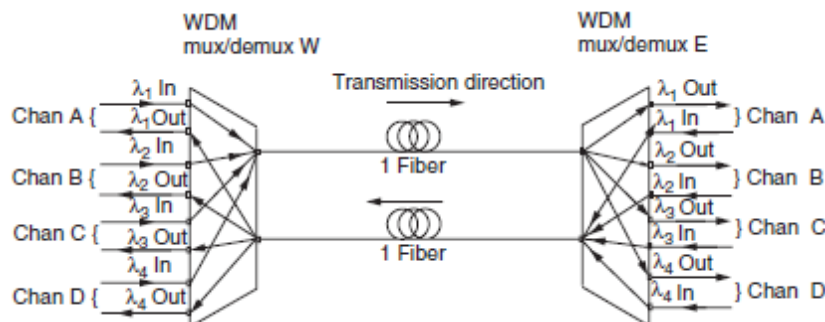 WDM
mux/demux W
WDM
mux/demux E
Transmission direction
1 Fiber
1 Fiber
Chan A {
λ1 In
λ1 Out
Chan B {
λ2 In
λ2 Out
Chan C {
λ3 In
λ3 Out
Chan D {
λ4 In
λ4 Out
λ1 Out
λ1 In
} Chan A
λ2 Out
λ2 In
} Chan B
λ3 Out
λ3 In
} Chan C
λ4 Out
λ4 In
} Chan D